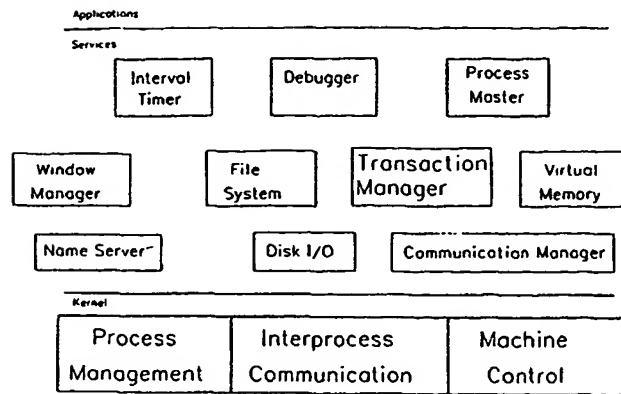 Applications
Services
Interval
Timer
Debugger
Process
Master
Window
Manager
File
System
Transaction
Manager
Virtual
Memory
Name Server
Disk I/O
Communication Manager
Kernel
Process
Management
Interprocess
Communication
Machine
Control